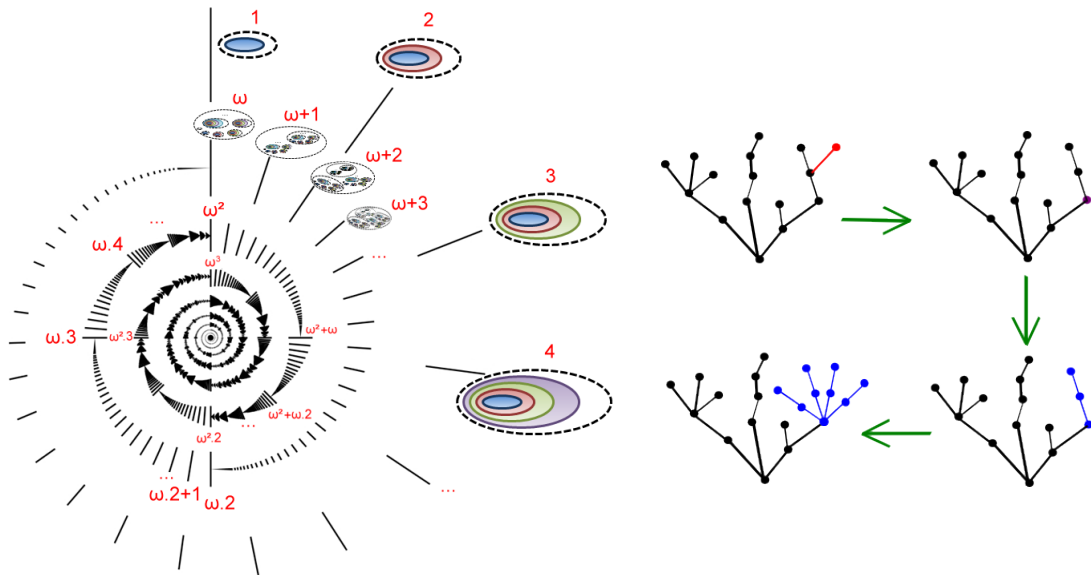 1
2
ω
ω+1
ω+2
3
ω+3
...
ω²
...
ω.4
ω³
ω.3
ω².3
ω²+ω
4
ω²+ω.2
...
ω².2
...
ω.2+1
ω.2
...